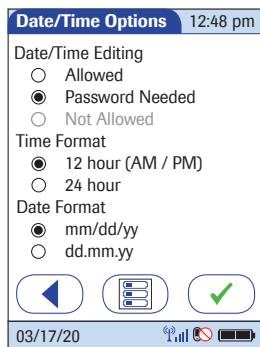 Date/Time Options 12:48 pm
Date/Time Editing
Allowed
Password Needed
Not Allowed
Time Format
12 hour (AM / PM)
24 hour
Date Format
mm/dd/yy
dd.mm.yy
03/17/20